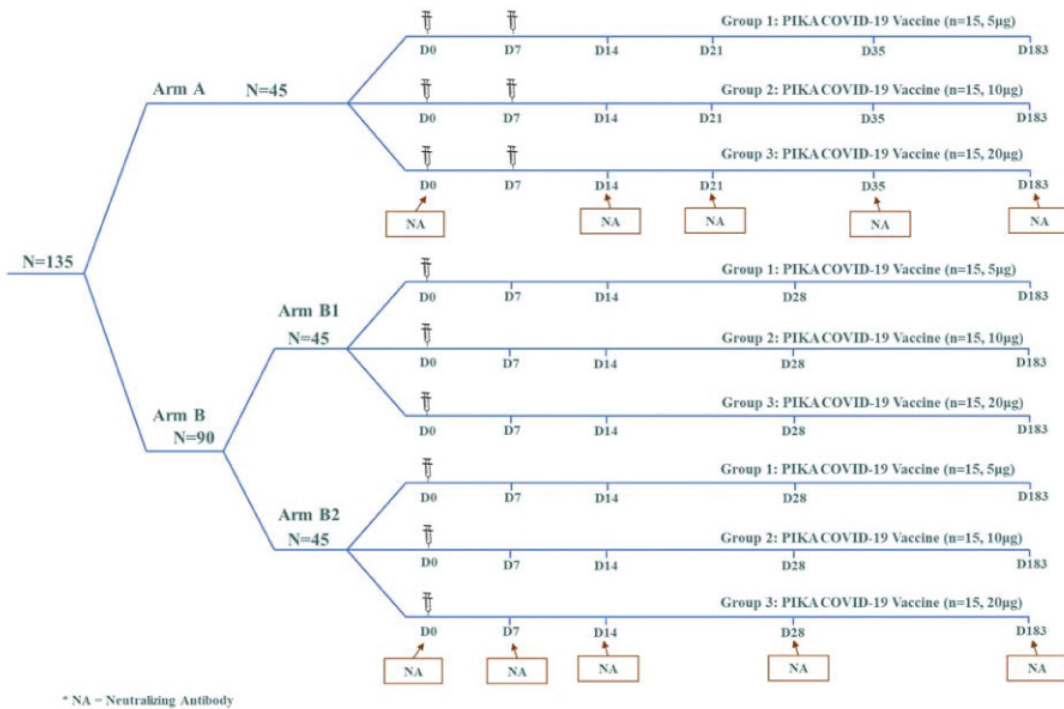 Group 1: PIKA COVID-19 Vaccine (n=15, 5µg)
D0 D7 D14 D21 D35 D183
Arm A N=45
Group 2: PIKA COVID-19 Vaccine (n=15, 10µg)
D0 D7 D14 D21 D35 D183
Group 3: PIKA COVID-19 Vaccine (n=15, 20µg)
D0 D7 D14 D21 D35 D183
NA NA NA NA NA
N=135
Group 1: PIKA COVID-19 Vaccine (n=15, 5µg)
D0 D7 D14 D28 D183
Arm B1
N=45
Group 2: PIKA COVID-19 Vaccine (n=15, 10µg)
D0 D7 D14 D28 D183
Group 3: PIKA COVID-19 Vaccine (n=15, 20µg)
D0 D7 D14 D28 D183
Arm B
N=90
Group 1: PIKA COVID-19 Vaccine (n=15, 5µg)
D0 D7 D14 D28 D183
Arm B2
N=45
Group 2: PIKA COVID-19 Vaccine (n=15, 10µg)
D0 D7 D14 D28 D183
Group 3: PIKA COVID-19 Vaccine (n=15, 20µg)
D0 D7 D14 D28 D183
NA NA NA NA NA
* NA = Neutralizing Antibody